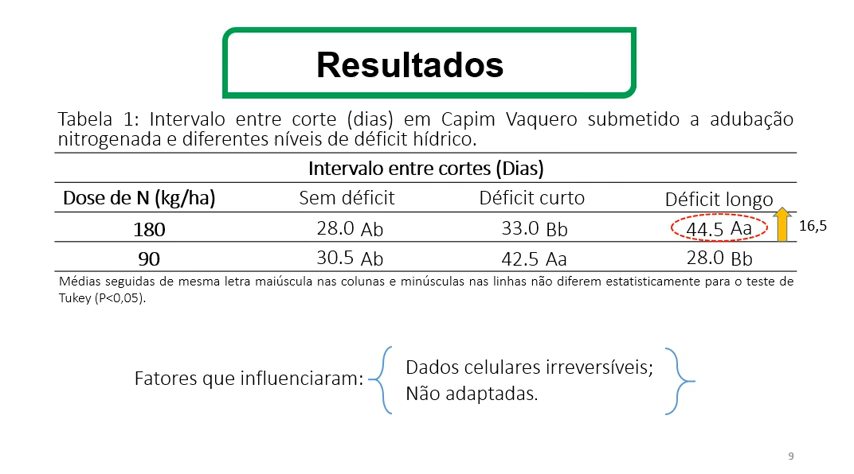 Resultados
Tabela 1: Intervalo entre corte (dias) em Capim Vaquero submetido a adubação
nitrogenada e diferentes níveis de déficit hídrico.
Intervalo entre cortes (Dias)
Dose de N (kg/ha) Sem déficit Déficit curto Déficit longo
180 28.0 Ab 33.0 Bb 44.5 Aa 16,5
90 30.5 Ab 42.5 Aa 28.0 Bb
Médias seguidas de mesma letra maiúscula nas colunas e minúsculas nas linhas não diferem estatisticamente para o teste de
Tukey (P<0,05).
Fatores que influenciaram:
Dados celulares irreversíveis;
Não adaptadas.
9